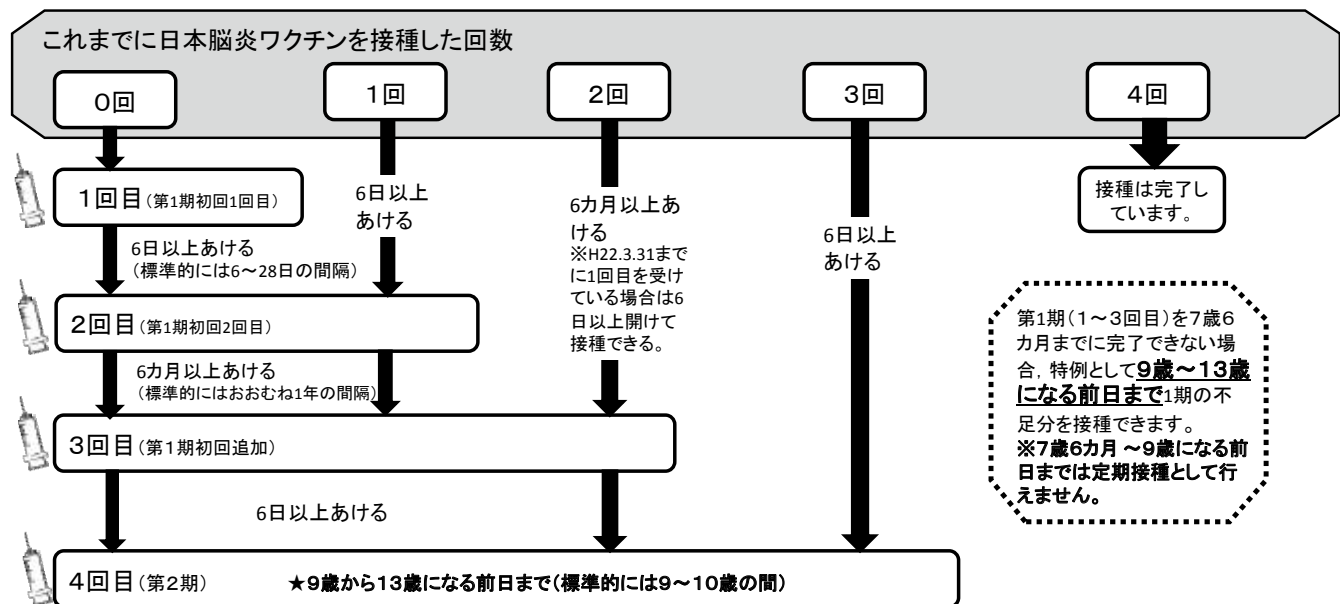 これまでに日本脳炎ワクチンを接種した回数
0回
1回
2回
3回
4回
1回目(第1期初回1回目)
6日以上あける
(標準的には6～28日の間隔)
6日以上
あける
2回目(第1期初回2回目)
6カ月以上あける
(標準的にはおおむね1年の間隔)
6カ月以上あ
ける
※H22.3.31まで
に1回目を受け
ている場合は6
日以上開けて
接種できる。
3回目(第1期初回追加)
6日以上あける
6日以上
あける
4回目(第2期)
★9歳から13歳になる前日まで(標準的には9～10歳の間)
接種は完了し
ています。
第1期(1～3回目)を7歳6
カ月までに完了できない場
合，特例として9歳～13歳
になる前日まで1期の不
足分を接種できます。
※7歳6カ月～9歳になる前
日までは定期接種として行
えません。